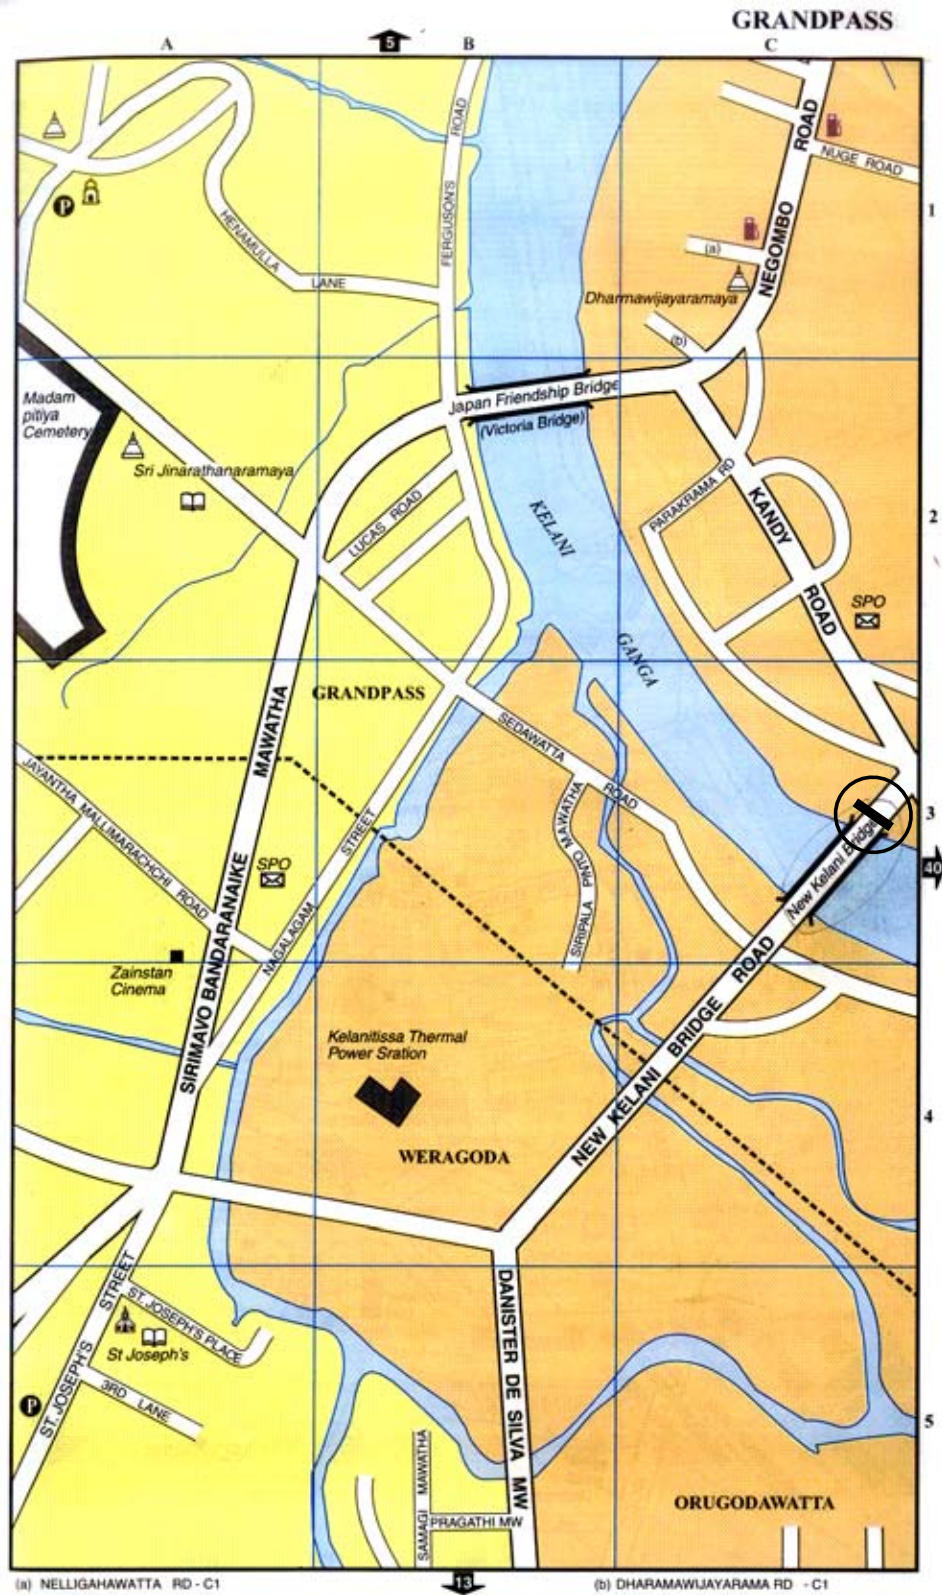 GRANDPASS
A
5
B
C
ROAD
NUGE ROAD
FERGUSON'S
ROAD
1
HENAMULLA
LANE
(a)
NEGOMBO
Dharmawijayaramaya
(b)
Madam
pitiya
Cemetery
Japan Friendship Bridge
(Victoria Bridge)
Sri Jinarathanaramaya
LUCAS ROAD
KELANI
PARAKRAMA RD
KANDY
2
ROAD
SPO
GANGA
GRANDPASS
MAWATHA
SEDAWATTA
ROAD
JAYANTHA MALLIMARACHCHI ROAD
STREET
SIRIPALA PINTO MAWATHA
3
New Kelani Bridge
40
SPO
NAGALAGAM
SIRIMAVO BANDARANAIKE
Zainstan
Cinema
NEW KELANI BRIDGE ROAD
Kelanitissa Thermal
Power Sration
4
WERAGODA
STREET
ST. JOSEPH'S PLACE
St Joseph's
ST. JOSEPH'S
3RD LANE
P
P
DANISTER DE SILVA MW
5
SAMAGI MAWATHA
PRAGATHI MW
ORUGODAWATTA
(a) NELLIGAHAWATTA RD - C1
13
(b) DHARAMAWIJAYARAMA RD - C1